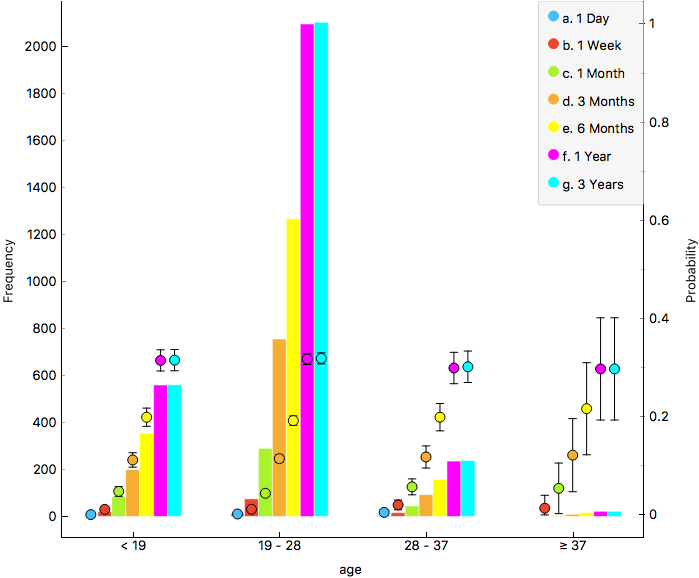 2000
1800
1600
1400
1200
1000
800
600
400
200
0
Frequency
a. 1 Day
b. 1 Week
c. 1 Month
d. 3 Months
e. 6 Months
f. 1 Year
g. 3 Years
1
0.8
0.6
0.4
0.2
0
Probability
< 19
19 – 28
28 – 37
≥ 37
age